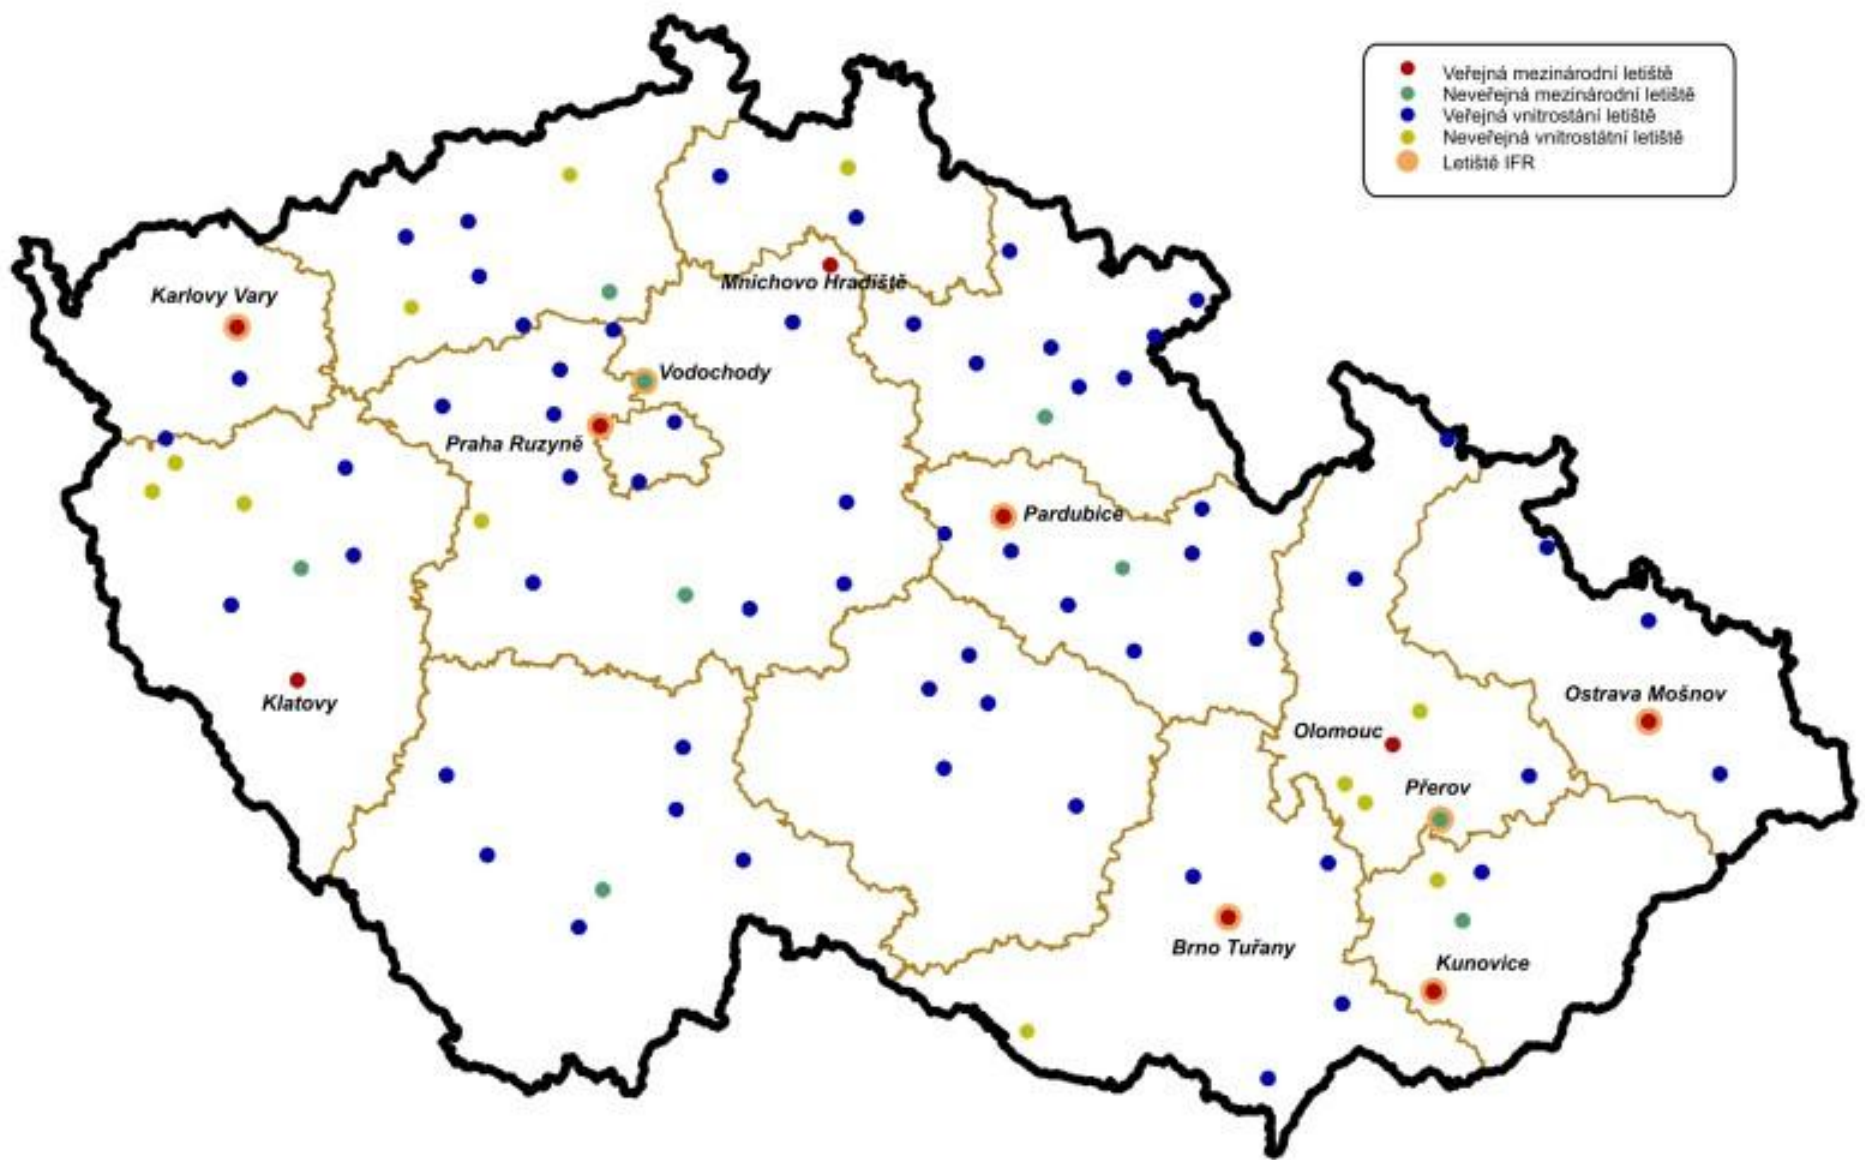 Veřejná mezinárodní letiště
Neveřejná mezinárodní letiště
Veřejná vnitrostání letiště
Neveřejná vnitrostátní letiště
Letiště IFR
Karlovy Vary
Mnichovo Hradiště
Vodochody
Praha Ruzyně
Pardubice
Klatovy
Ostrava Mošnov
Olomouc
Přerov
Brno Tuřany
Kunovice